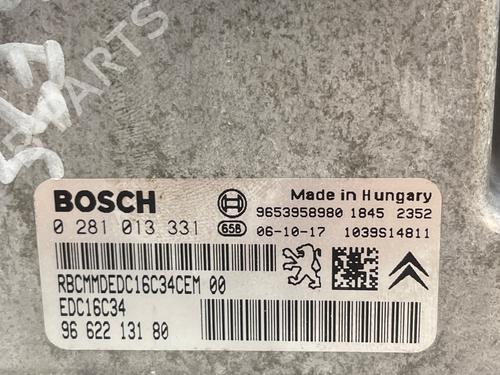 BOSCH
Made in Hungary
0 281 013 331
65B
9653958980 1845 2352
06-10-17 1039S14811
RBCMMDEDC16C34CEM 00
EDC16C34
96 622 131 80